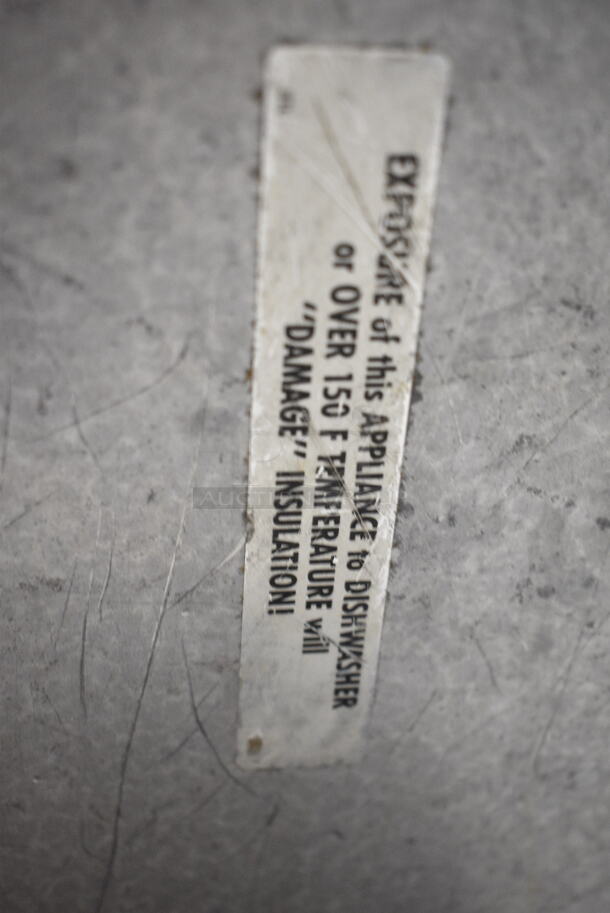 EXPOSURE of this APPLIANCE to DISHWASHER
or OVER 150 F TEMPERATURE will
"DAMAGE" INSULATION!